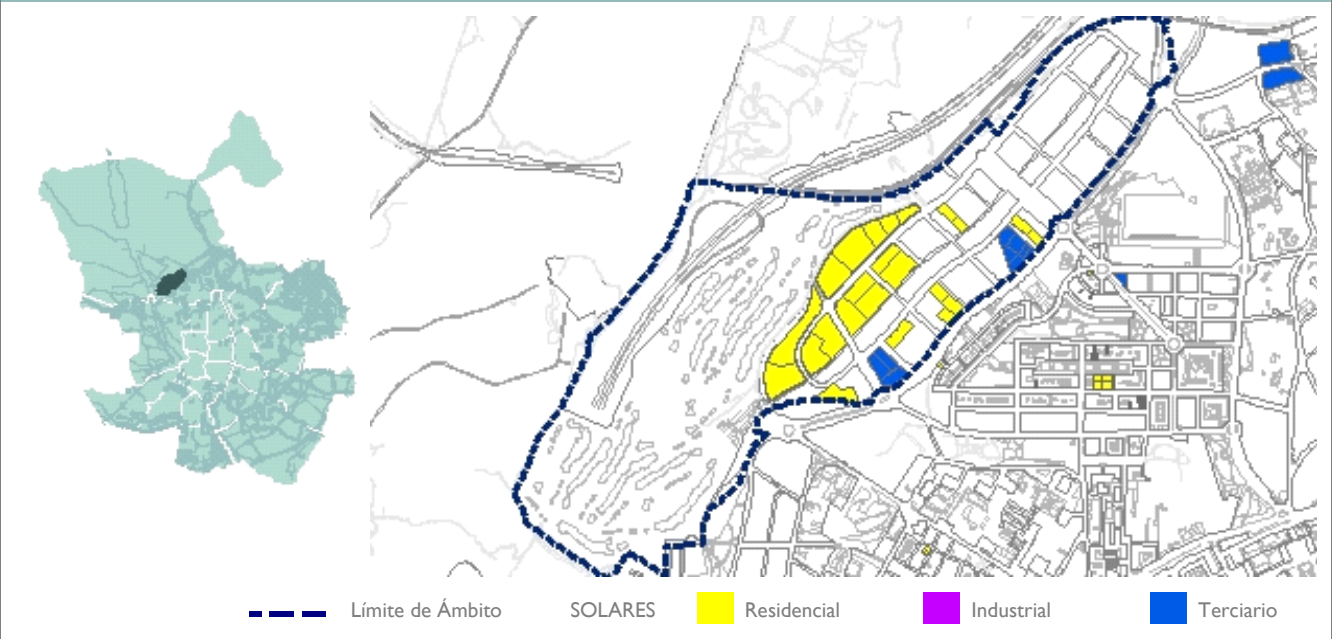 Límite de Ámbito
SOLARES
Residencial
Industrial
Terciario